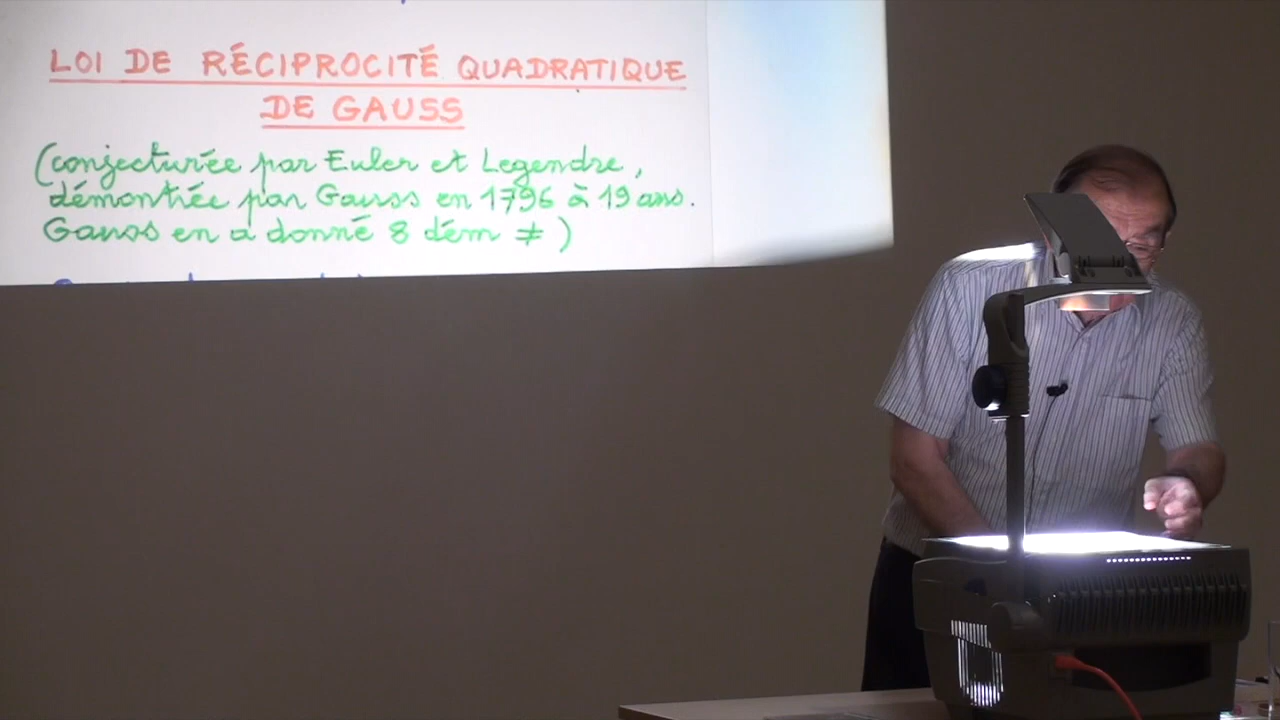 LOI DE RÉCIPROCITÉ QUADRATIQUE
DE GAUSS
(conjecturée par Euler et Legendre,
démontrée par Gauss en 1796 à 19 ans.
Gauss en a donné 8 dém ≠ )